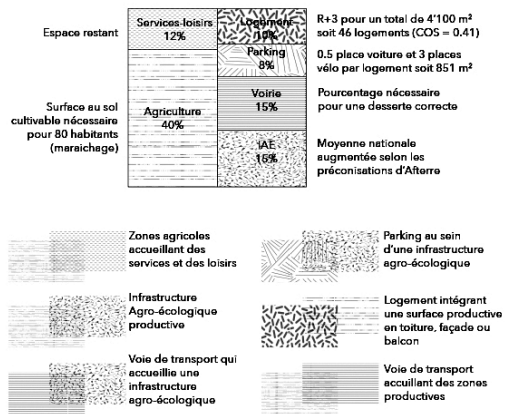 Espace restant
Services-loisirs
12%
Logement
10%
R+3 pour un total de 4'100 m²
soit 46 logements (COS = 0.41)
Parking
8%
0.5 place voiture et 3 places
vélo par logement soit 851 m²
Surface au sol
cultivable nécessaire
pour 80 habitants
(maraichage)
Agriculture
40%
Voirie
15%
Pourcentage nécessaire
pour une desserte correcte
IAE
15%
Moyenne nationale
augmentée selon les
préconisations d'Afterre
Zones agricoles
accueillant des
services et des loisirs
Parking au sein
d'une infrastructure
agro-écologique
Infrastructure
Agro-écologique
productive
Logement intégrant
une surface productive
en toiture, façade ou
balcon
Voie de transport qui
accueillie une
infrastructure
agro-écologique
Voie de transport
accuillant des zones
productives